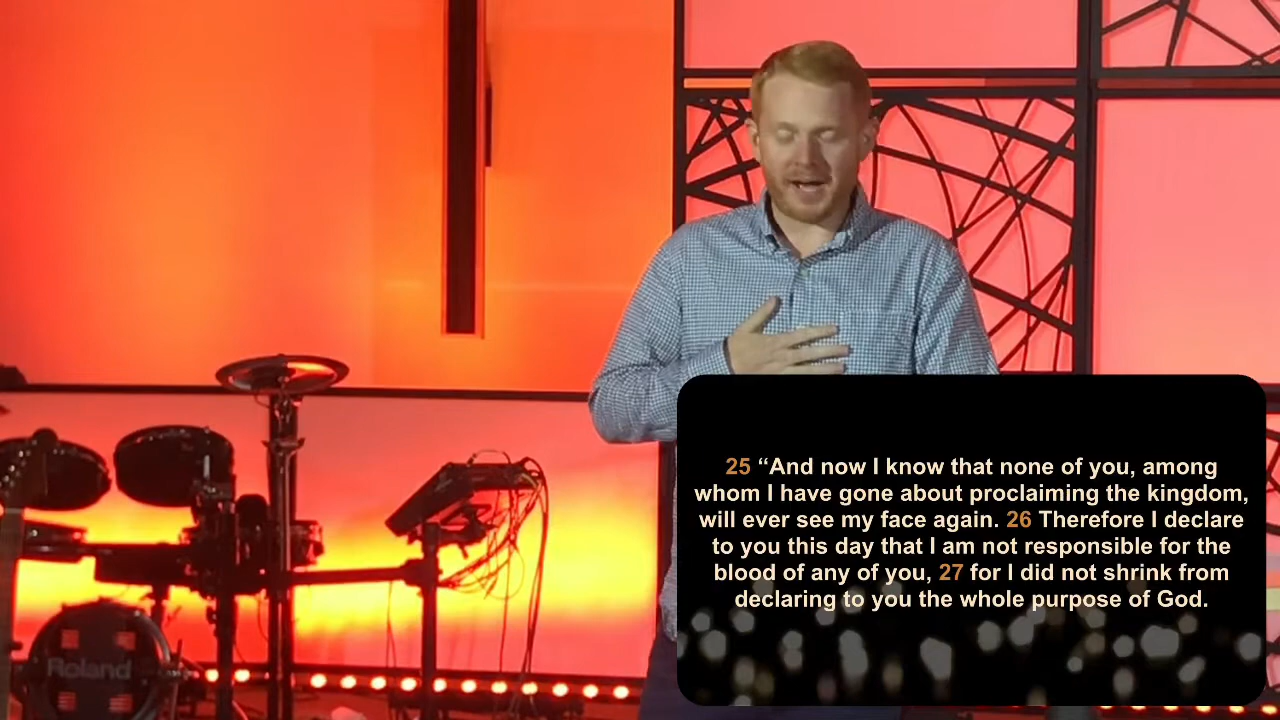 25 “And now I know that none of you, among
whom I have gone about proclaiming the kingdom,
will ever see my face again. 26 Therefore I declare
to you this day that I am not responsible for the
blood of any of you, 27 for I did not shrink from
declaring to you the whole purpose of God.
Roland